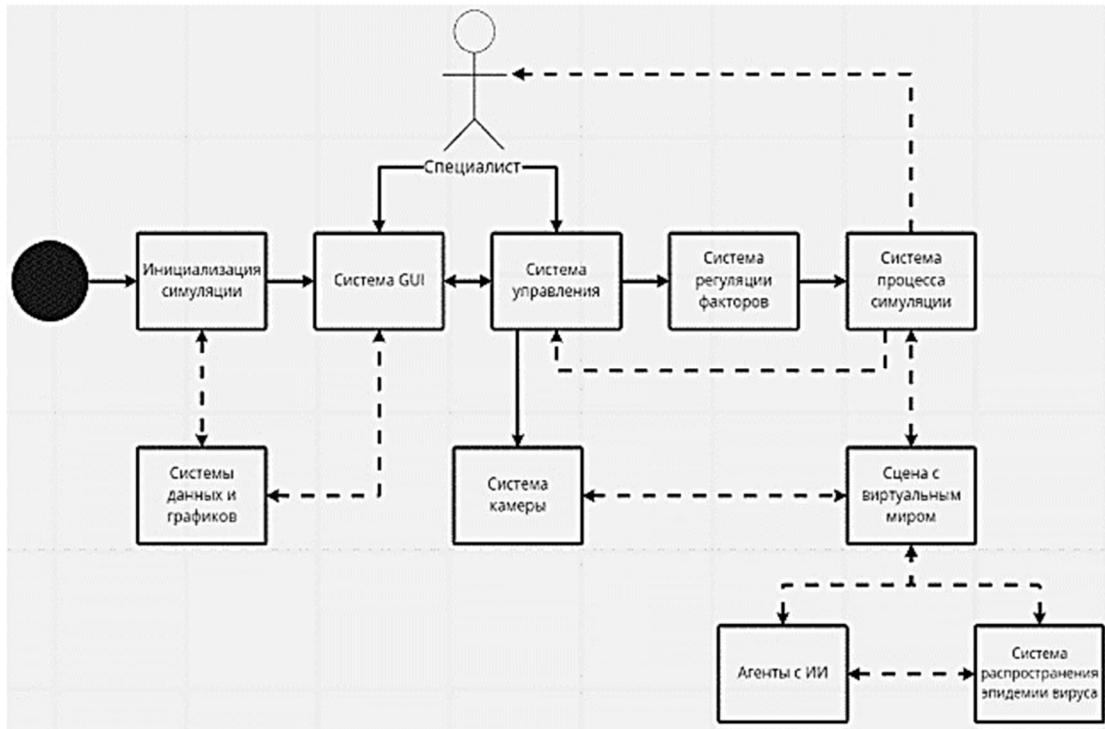 Специалист
Инициализация
симуляции
Система GUI
Система
управления
Система
регуляции
факторов
Система
процесса
симуляции
Системы
данных и
графиков
Система
камеры
Сцена с
виртуальным
миром
Агенты с ИИ
Система
распространения
эпидемии вируса